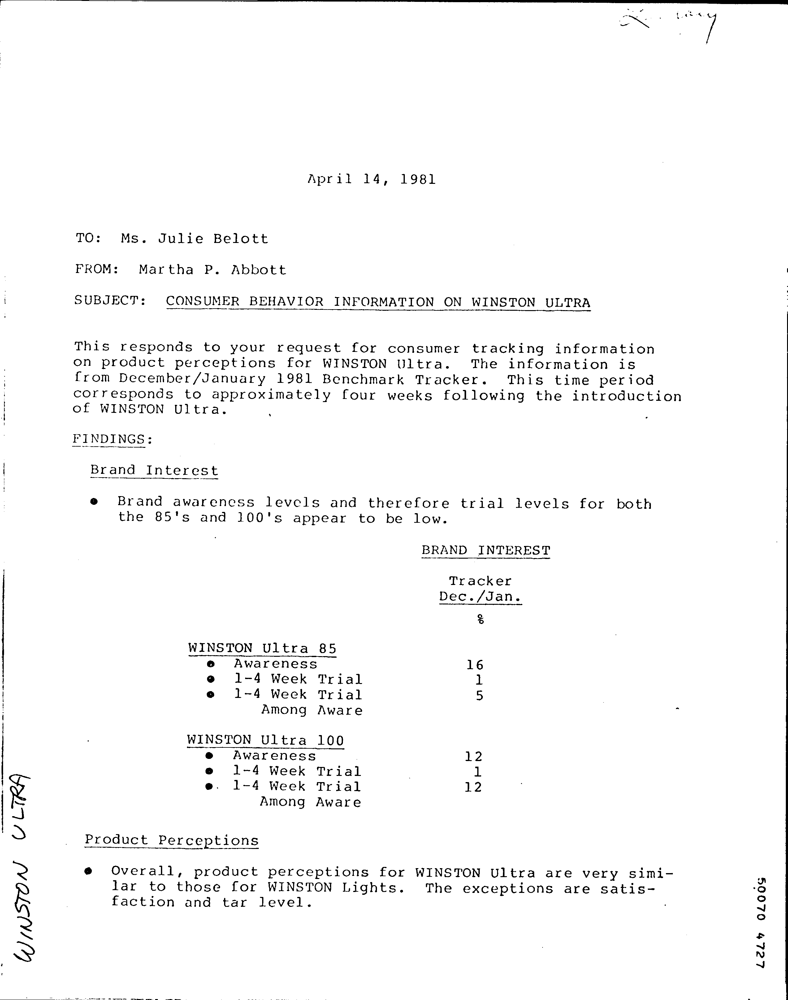 April 14, 1981
TO: Ms. Julie Belott
FROM: Martha P. Abbott
SUBJECT: CONSUMER BEHAVIOR INFORMATION ON WINSTON ULTRA
This responds to your request for consumer tracking information
on product perceptions for WINSTON Ultra. The information is
from December/January 1981 Benchmark Tracker. This time period
corresponds to approximately four weeks following the introduction
of WINSTON Ultra.
FINDINGS:
Brand Interest
● Brand awareness levels and therefore trial levels for both
the 85's and 100's appear to be low.
BRAND INTEREST
Tracker
Dec./Jan.
%
WINSTON Ultra 85
● Awareness 16
● 1-4 Week Trial 1
● 1-4 Week Trial 5
Among Aware
WINSTON Ultra 100
● Awareness 12
● 1-4 Week Trial 1
● 1-4 Week Trial 12
Among Aware
Product Perceptions
● Overall, product perceptions for WINSTON Ultra are very simi-
lar to those for WINSTON Lights. The exceptions are satis-
faction and tar level.
WINSTON ULTRA
50070 4727